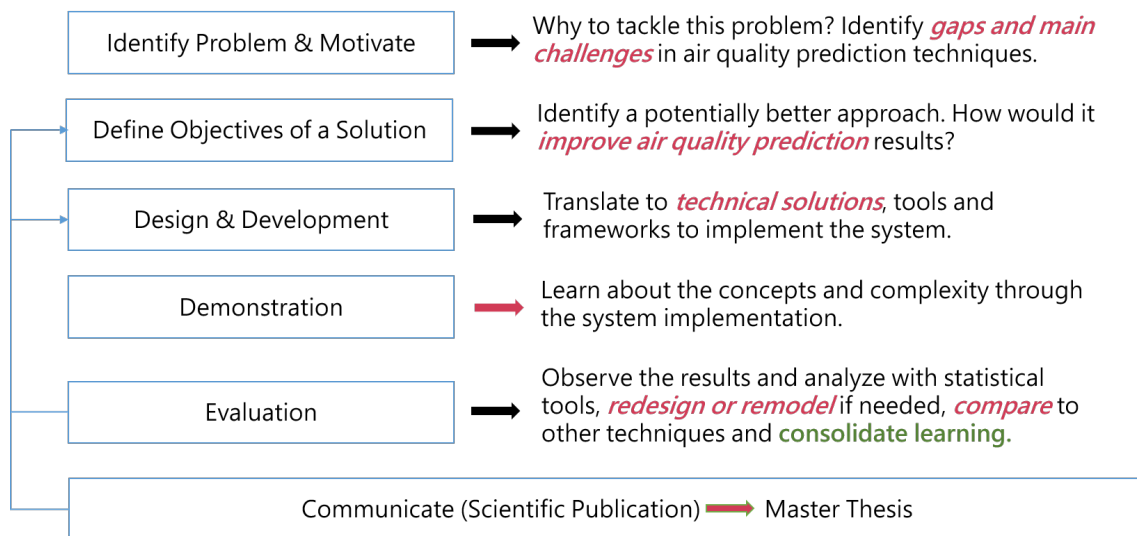 Identify Problem & Motivate
Why to tackle this problem? Identify gaps and main
challenges in air quality prediction techniques.
Define Objectives of a Solution
Identify a potentially better approach. How would it
improve air quality prediction results?
Design & Development
Translate to technical solutions, tools and
frameworks to implement the system.
Demonstration
Learn about the concepts and complexity through
the system implementation.
Evaluation
Observe the results and analyze with statistical
tools, redesign or remodel if needed, compare to
other techniques and consolidate learning.
Communicate (Scientific Publication) Master Thesis